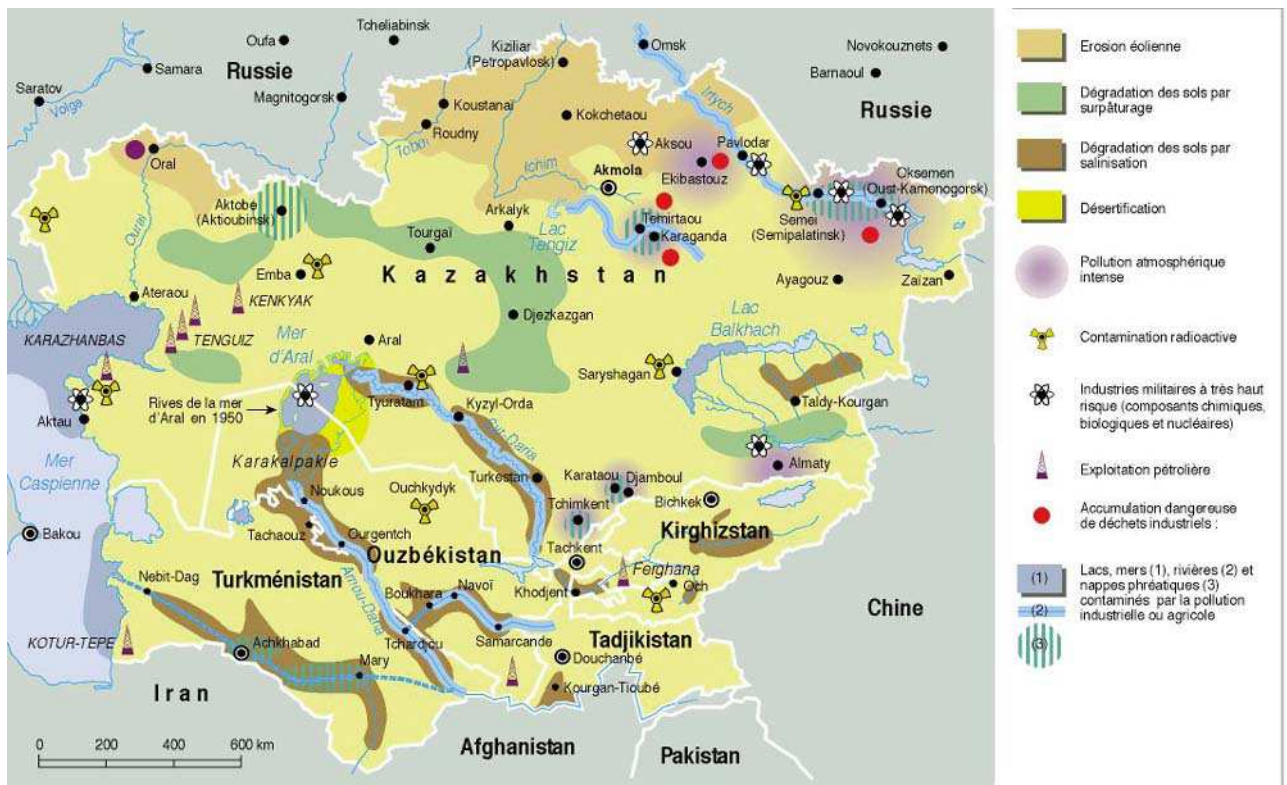 Tcheliabinsk
Oufa
Kiziliar
(Petropavlosk)
Omsk
Novokouznets
Samara
Russie
Barnaoul
Saratov
Volga
Magnitogorsk
Koustanaï
Kokchetaou
Irtych
Russie
Roudny
Tobol
Aksou
Pavlodar
Oral
Ichim
Akmola
Ekibastouz
Oksemen
(Oust-Kamenogorsk)
Aktobe
(Aktioubinsk)
Arkalyk
Temirtaou
Semeï
(Semipalatinsk)
Oural
Tourgaï
Lac
Tengiz
Karaganda
Emba
Kazakhstan
Ayagouz
Zaïzan
Ateraou
KENKYAK
Djezkazgan
Lac
Balkhach
KARAZHANBAS
TENGUIZ
Mer
d'Aral
Aral
Saryshagan
Rives de la mer
d'Aral en 1950
Tyuratam
Kyzyl-Orda
Taldy-Kourgan
Aktau
Syr-Daria
Karakalpakie
Mer
Caspienne
Turkestan
Karataou
Djamboul
Almaty
Noukous
Ouchkydyk
Tchimkent
Bichkek
Bakou
Tachaouz
Ourgentch
Kirghizstan
Ouzbékistan
Tachkent
Nebit-Dag
Turkménistan
Amou-Daria
Navoï
Ferghana
Boukhara
Khodjent
Och
Chine
KOTUR-TEPE
Achkhabad
Tchardjou
Samarcande
Tadjikistan
Mary
Douchanbé
Iran
Kourgan-Tioubé
0 200 400 600 km
Afghanistan
Pakistan
Erosion éolienne
Dégradation des sols par
surpâturage
Dégradation des sols par
salinisation
Désertification
Pollution atmosphérique
intense
Contamination radioactive
Industries militaires à très haut
risque (composants chimiques,
biologiques et nucléaires)
Exploitation pétrolière
Accumulation dangereuse
de déchets industriels :
(1)
(2)
(3)
Lacs, mers (1), rivières (2) et
nappes phréatiques (3)
contaminés par la pollution
industrielle ou agricole